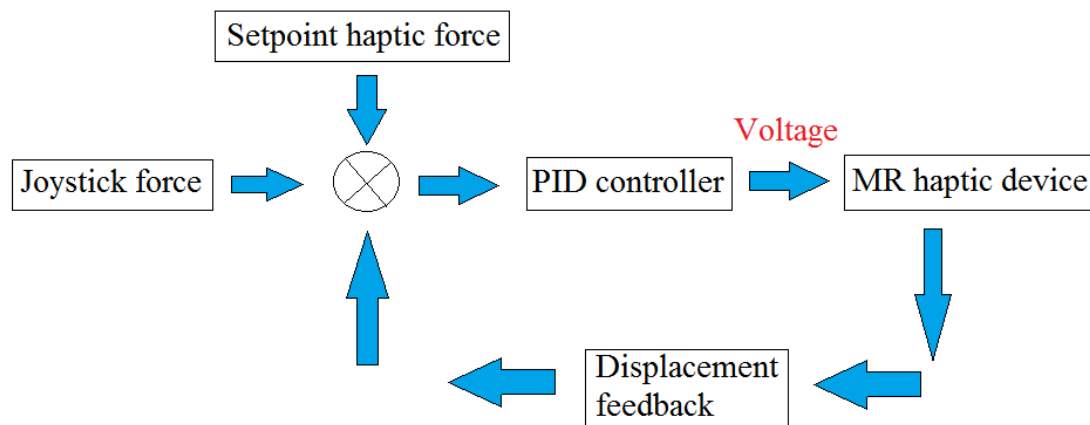 Setpoint haptic force
Voltage
Joystick force
PID controller
MR haptic device
Displacement
feedback